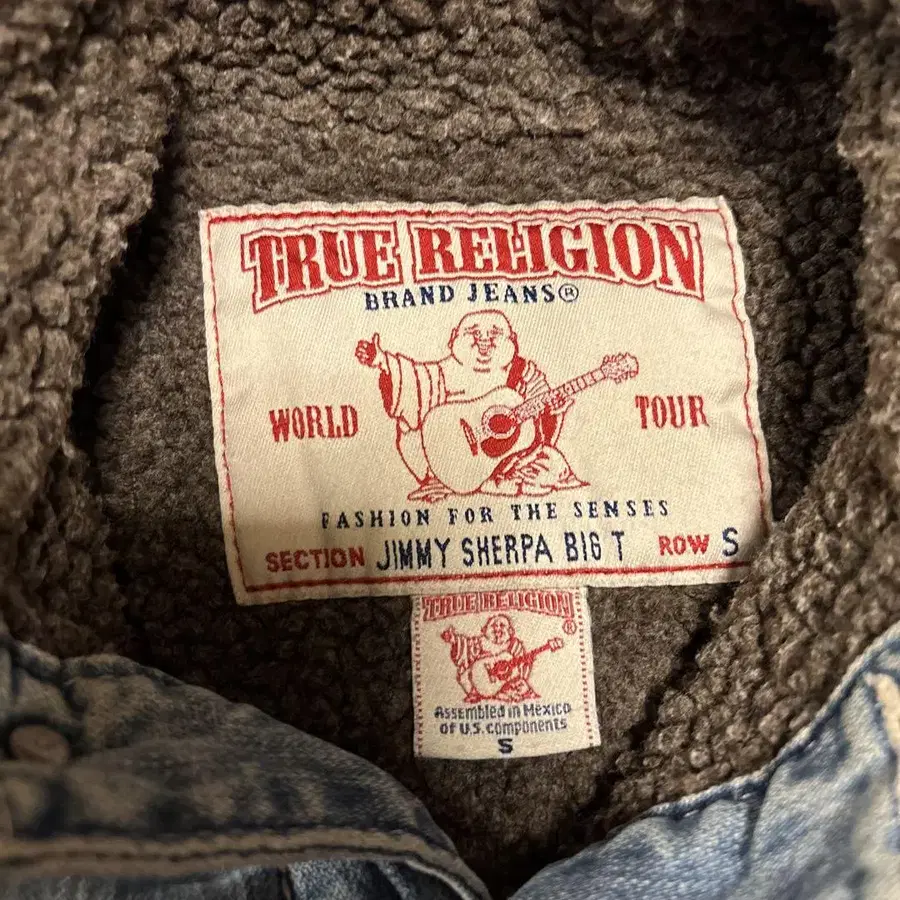 TRUE RELIGION
BRAND JEANS®
WORLD TOUR
FASHION FOR THE SENSES
SECTION JIMMY SHERPA BIG T ROW S
TRUE RELIGION
®
Assembled in Mexico
of U.S. components
S